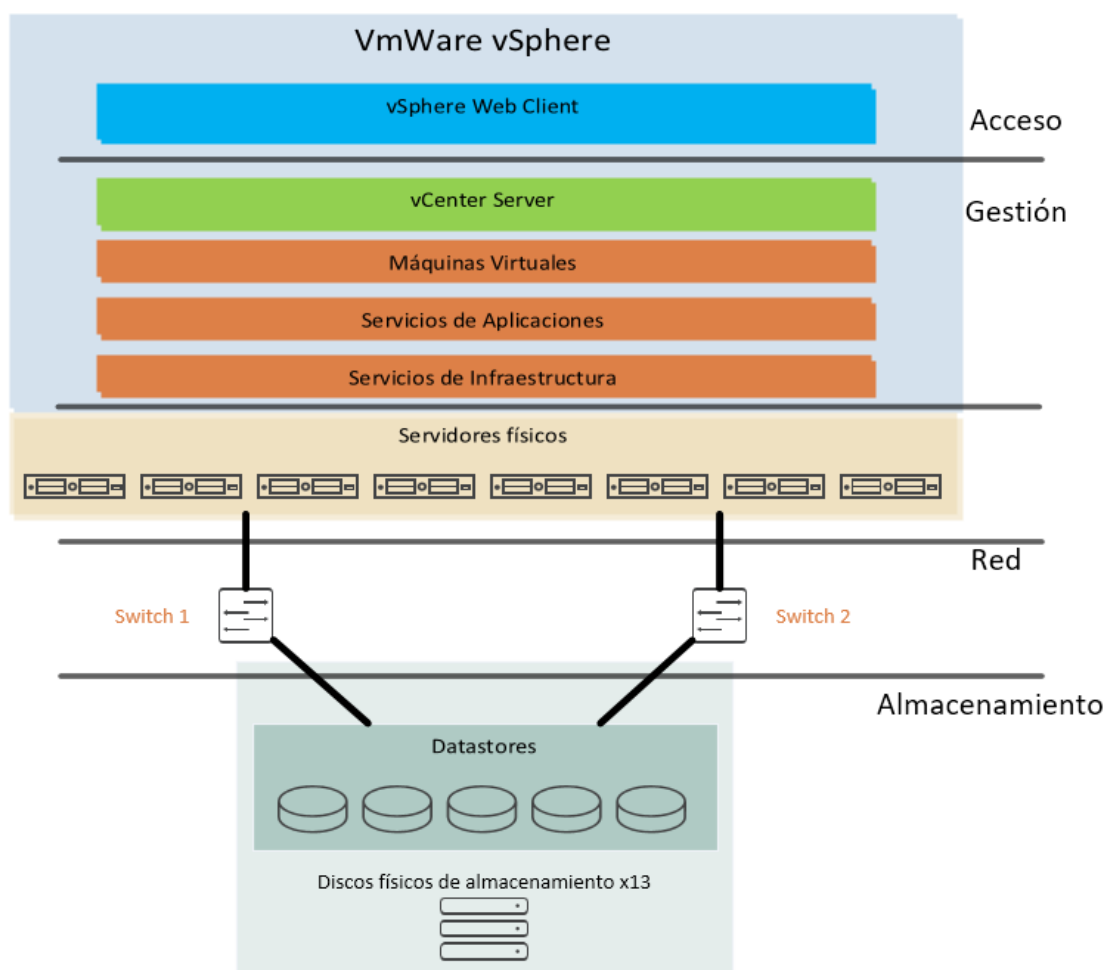 VmWare vSphere
vSphere Web Client
Acceso
vCenter Server
Gestión
Máquinas Virtuales
Servicios de Aplicaciones
Servicios de Infraestructura
Servidores físicos
Red
Switch 1
Switch 2
Almacenamiento
Datastores
Discos físicos de almacenamiento x13